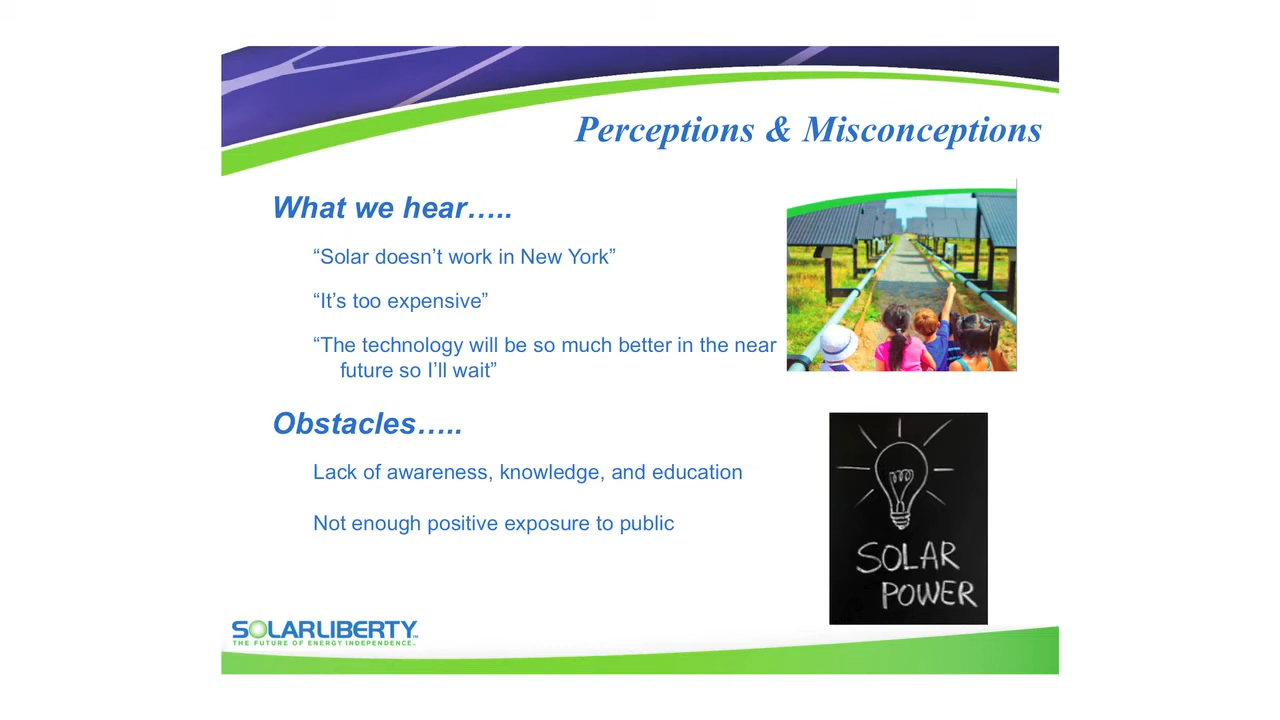 Perceptions & Misconceptions
What we hear…..
“Solar doesn’t work in New York”
“It’s too expensive”
“The technology will be so much better in the near
future so I’ll wait”
Obstacles…..
Lack of awareness, knowledge, and education
Not enough positive exposure to public
SOLAR
POWER
SOLARLIBERTY™
THE FUTURE OF ENERGY INDEPENDENCE™